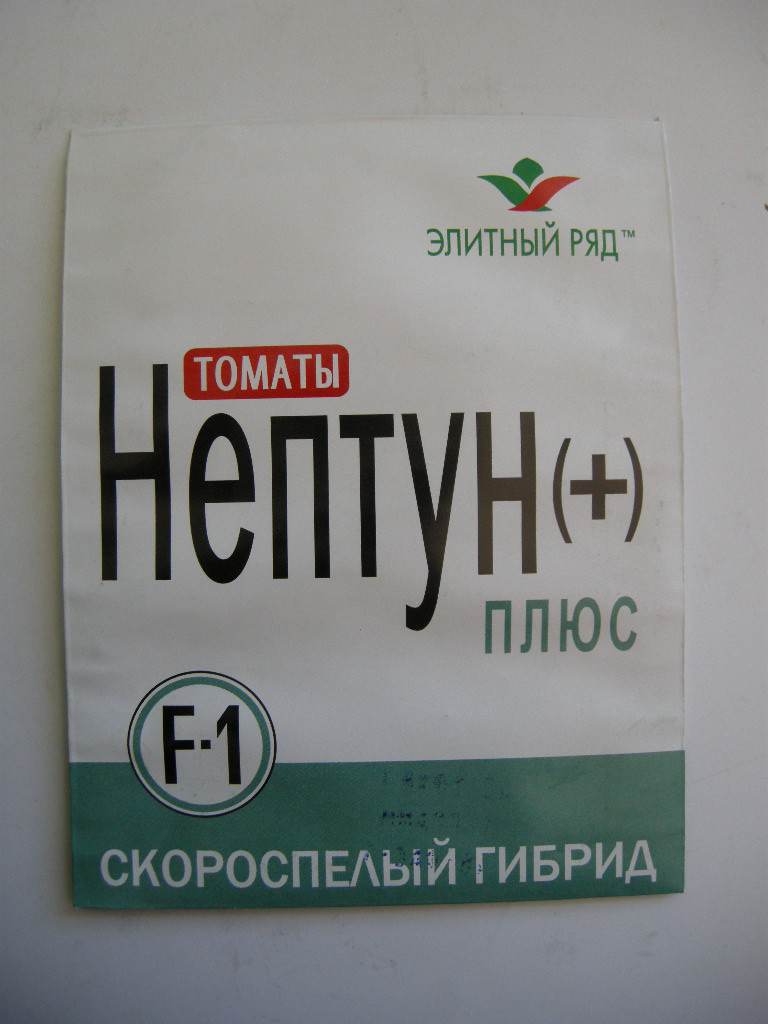 ЭЛИТНЫЙ РЯД™
ТОМАТЫ
Нептун(+)
ПЛЮС
F-1
СКОРОСПЕЛЫЙ ГИБРИД